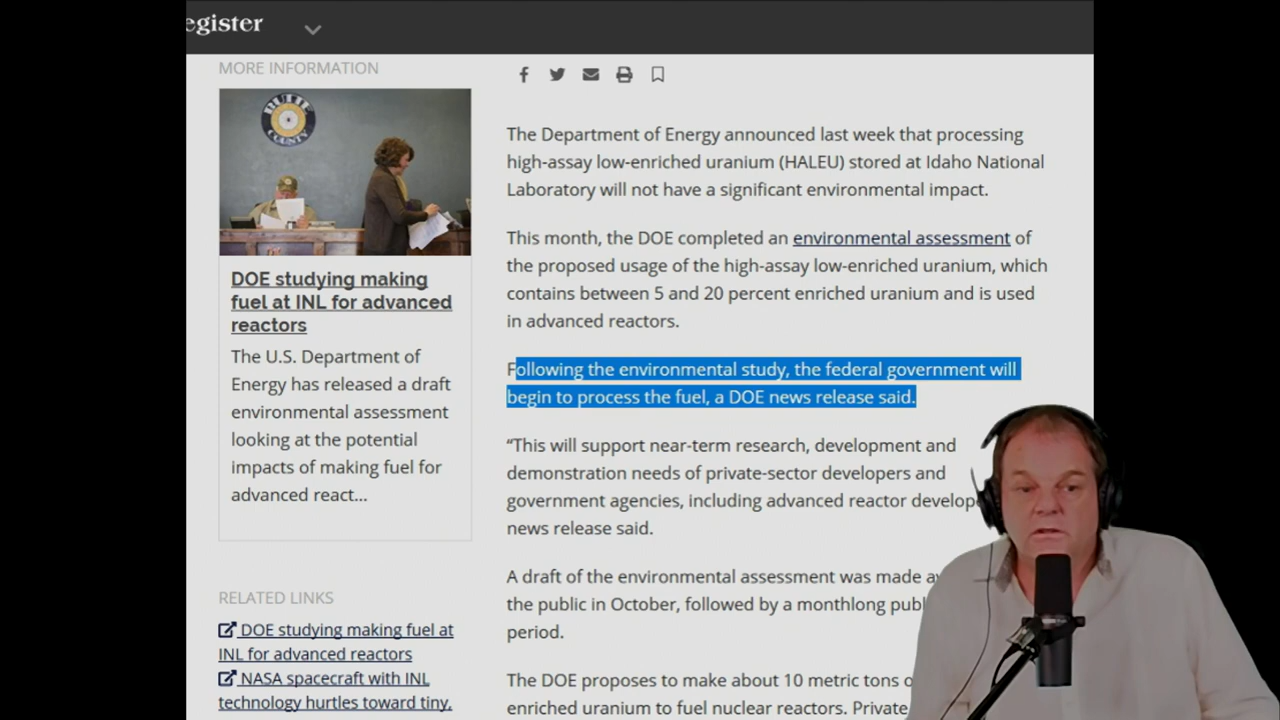 egister
MORE INFORMATION
BUTTE
COUNTY
DOE studying making
fuel at INL for advanced
reactors
The U.S. Department of
Energy has released a draft
environmental assessment
looking at the potential
impacts of making fuel for
advanced react...
RELATED LINKS
DOE studying making fuel at
INL for advanced reactors
NASA spacecraft with INL
technology hurtles toward tiny,
The Department of Energy announced last week that processing
high-assay low-enriched uranium (HALEU) stored at Idaho National
Laboratory will not have a significant environmental impact.
This month, the DOE completed an environmental assessment of
the proposed usage of the high-assay low-enriched uranium, which
contains between 5 and 20 percent enriched uranium and is used
in advanced reactors.
Following the environmental study, the federal government will
begin to process the fuel, a DOE news release said.
“This will support near-term research, development and
demonstration needs of private-sector developers and
government agencies, including advanced reactor develope
news release said.
A draft of the environmental assessment was made
the public in October, followed by a monthlong
period.
The DOE proposes to make about 10 metric tons
enriched uranium to fuel nuclear reactors. Private